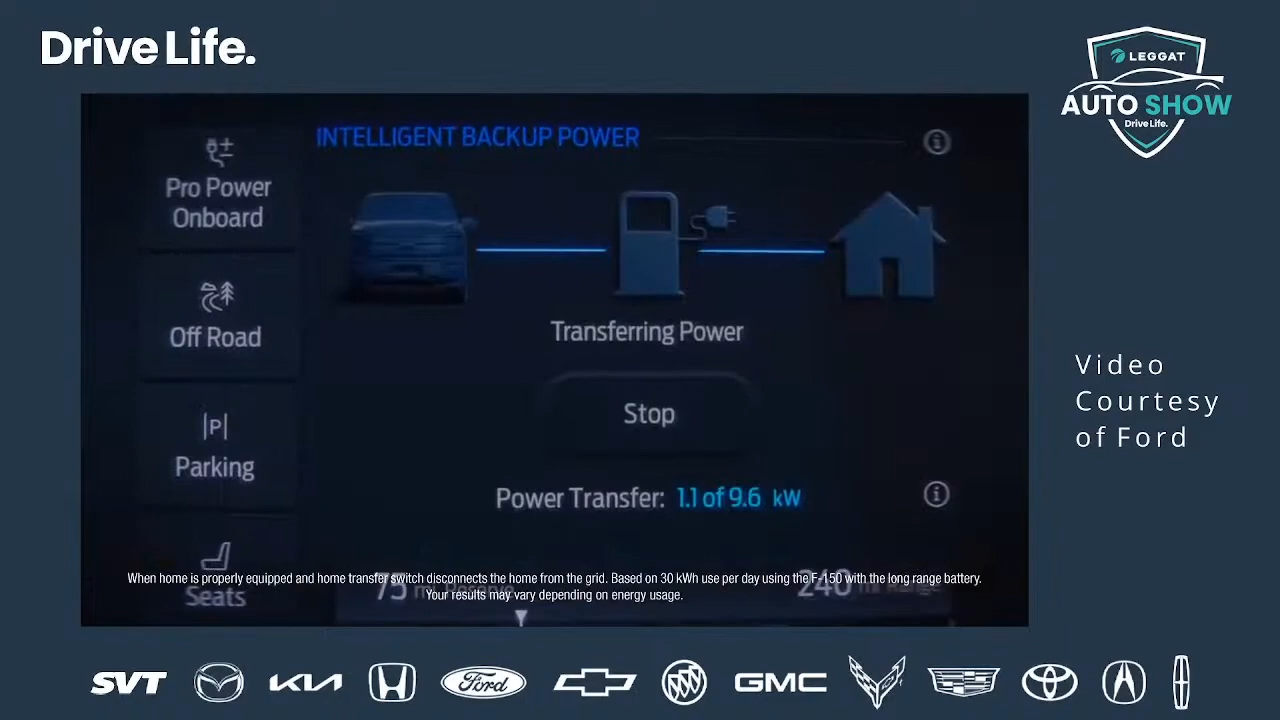 Drive Life.
LEGGAT
AUTO SHOW
Drive Life.
INTELLIGENT BACKUP POWER
Pro Power
Onboard
Off Road
P
Parking
Seats
Transferring Power
Stop
Power Transfer: 1.1 of 9.6 kW
75 mi Reserve
240 mi Range
When home is properly equipped and home transfer switch disconnects the home from the grid. Based on 30 kWh use per day using the F-150 with the long range battery.
Your results may vary depending on energy usage.
Video
Courtesy
of Ford
SVT
KIA
Ford
GMC